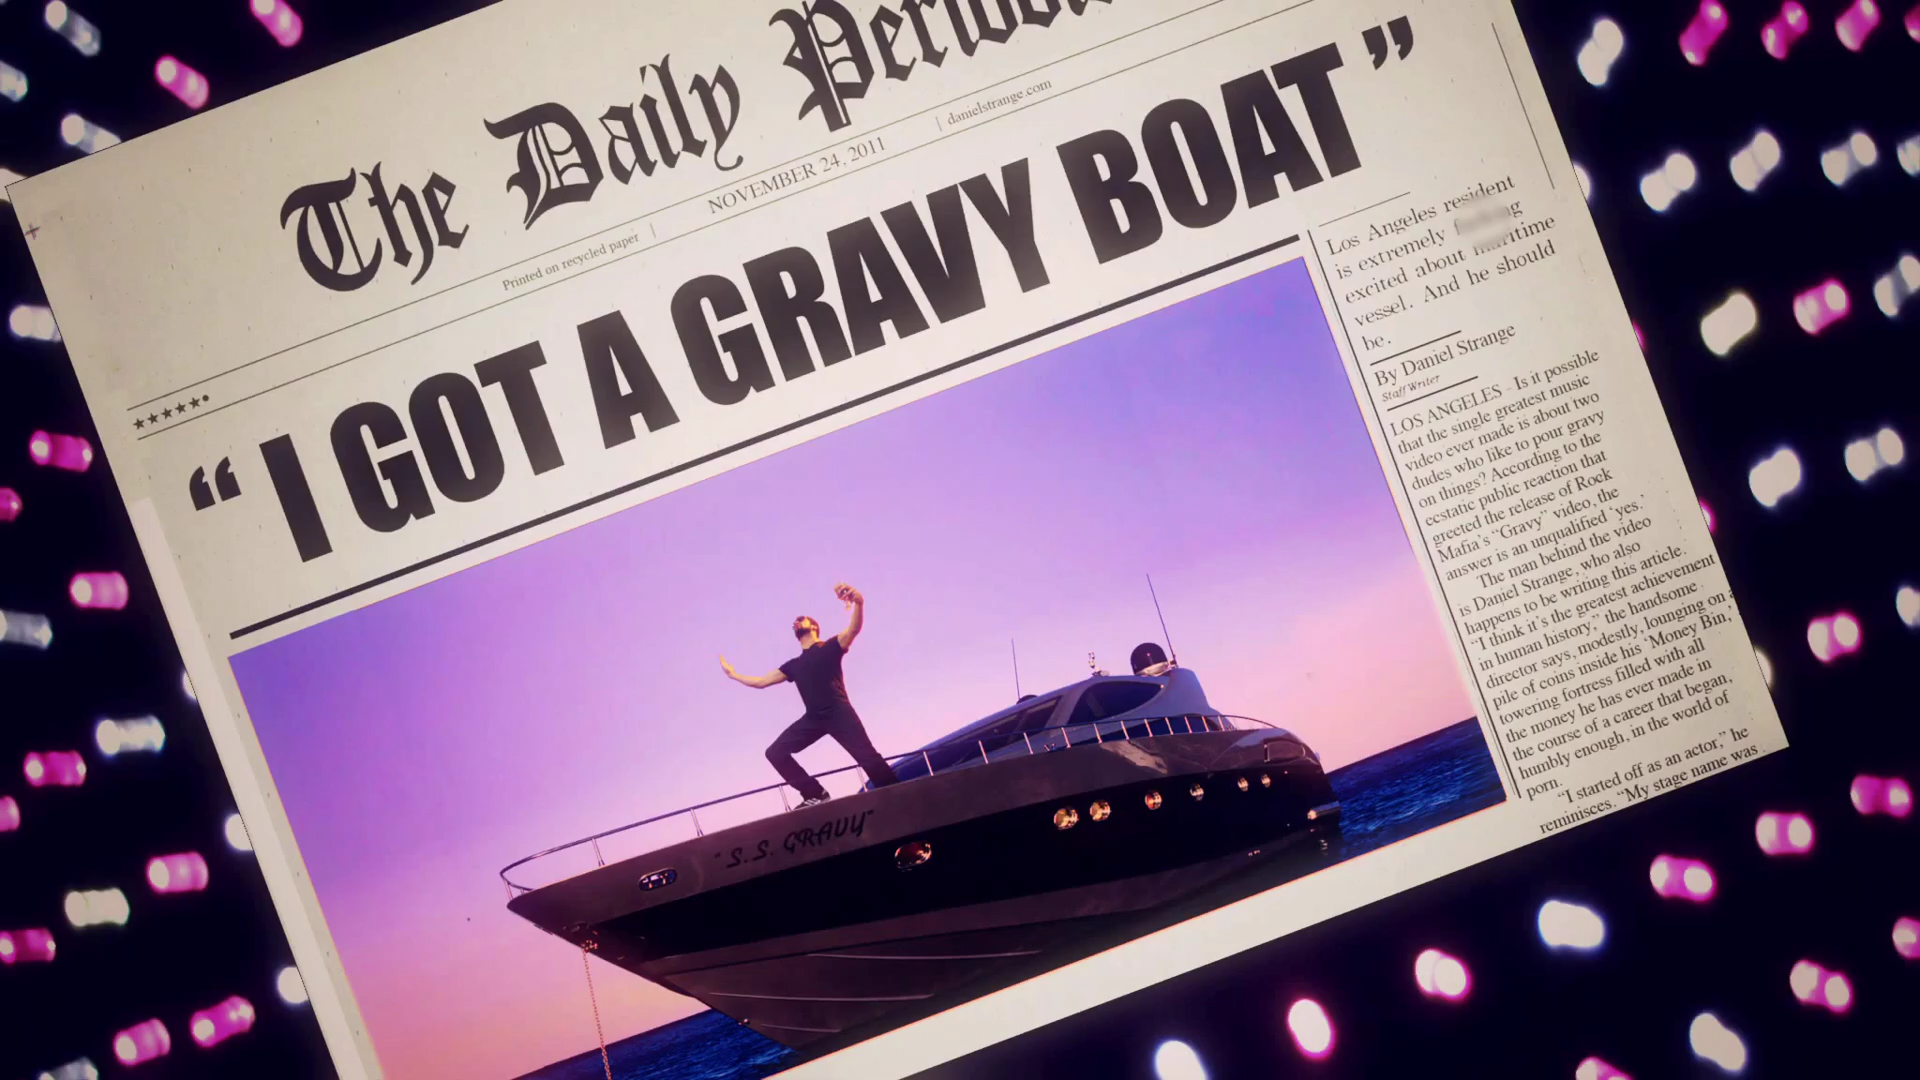 The Daily
Printed on recycled paper | NOVEMBER 24, 2011 | danielstrange.com
★★★★★•
“ I GOT A GRAVY BOAT ”
Los Angeles resident
is extremely
excited about maritime
vessel. And he should
be.
By Daniel Strange
Staff Writer
LOS ANGELES - Is it possible
that the single greatest music
video ever made is about two
dudes who like to pour gravy
on things? According to the
ecstatic public reaction that
greeted the release of Rock
Mafia's “Gravy” video, the
answer is an unqualified ‘yes.’
The man behind the video
is Daniel Strange, who also
happens to be writing this article.
“I think it's the greatest achievement
in human history,” the handsome
director says, modestly, lounging on a
pile of coins inside his ‘Money Bin,’
towering fortress filled with all
the money he has ever made in
the course of a career that began,
humbly enough, in the world of
porn.
“I started off as an actor,” he
reminisces. “My stage name was
"S.S. GRAVY"